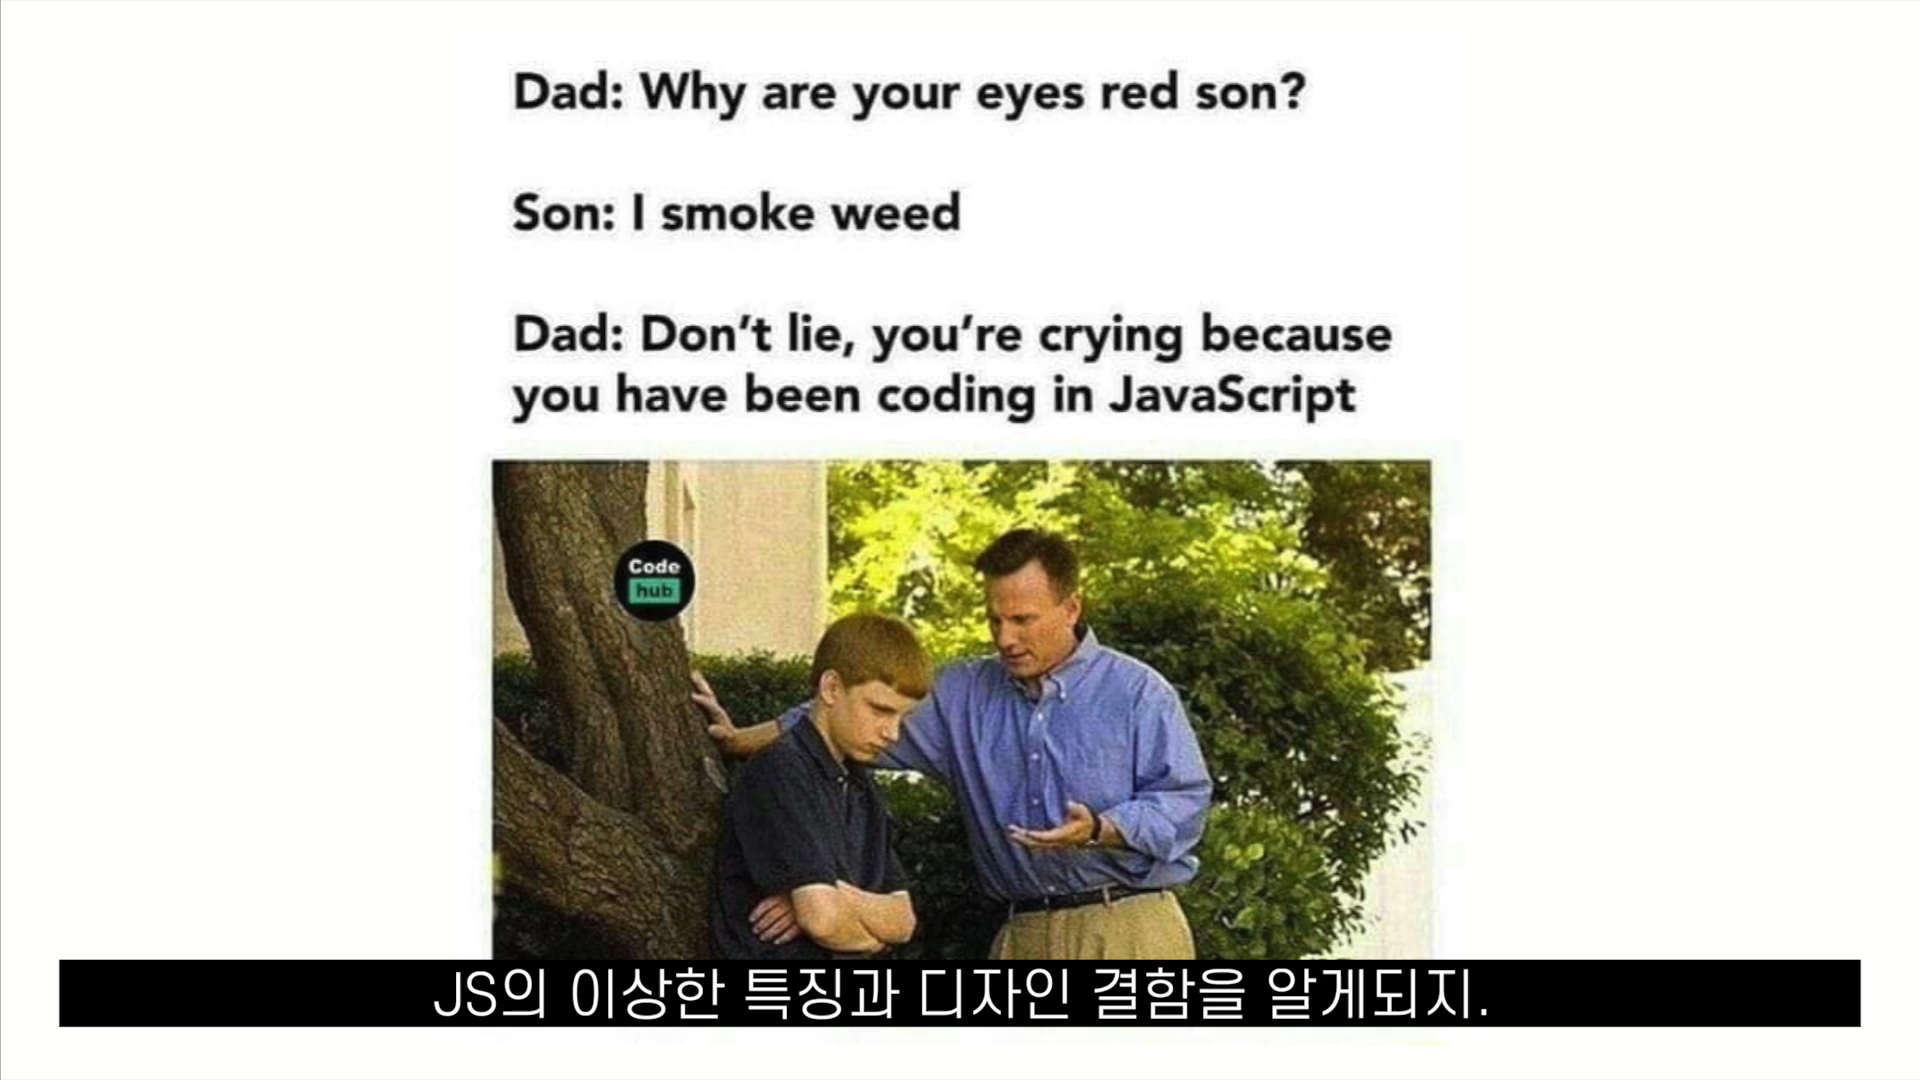 Dad: Why are your eyes red son?
Son: I smoke weed
Dad: Don't lie, you're crying because
you have been coding in JavaScript
Code
hub
JS의 이상한 특징과 디자인 결함을 알게되지.